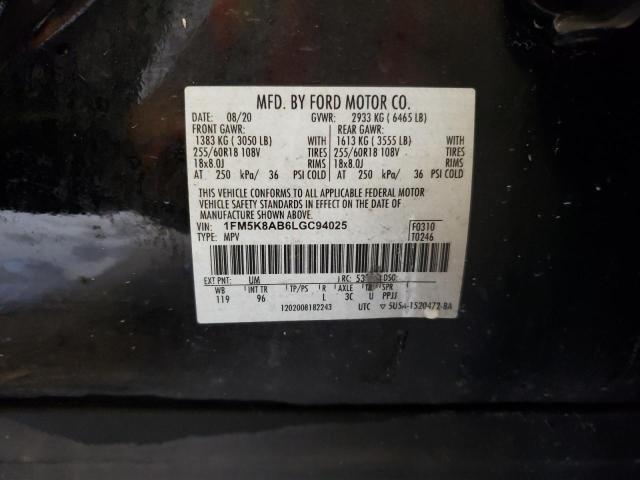 MFD. BY FORD MOTOR CO.
DATE: 08/20 GVWR: 2933 KG ( 6465 LB)
FRONT GAWR: REAR GAWR:
1383 KG ( 3050 LB) WITH 1613 KG ( 3555 LB) WITH
255/60R18 108V TIRES 255/60R18 108V TIRES
18x8.0J RIMS 18x8.0J RIMS
AT 250 kPa/ 36 PSI COLD AT 250 kPa/ 36 PSI COLD
THIS VEHICLE CONFORMS TO ALL APPLICABLE FEDERAL MOTOR
VEHICLE SAFETY STANDARDS IN EFFECT ON THE DATE OF
MANUFACTURE SHOWN ABOVE.
VIN: 1FM5K8AB6LGC94025 F0310
TYPE: MPV T0246
UM RC: 53 DSO:
WB INT TR TP/PS R AXLE TR SPR
119 96 L 3C U PPJJ
1202008182243 UTC ▽ 5U5A-1520472-BA